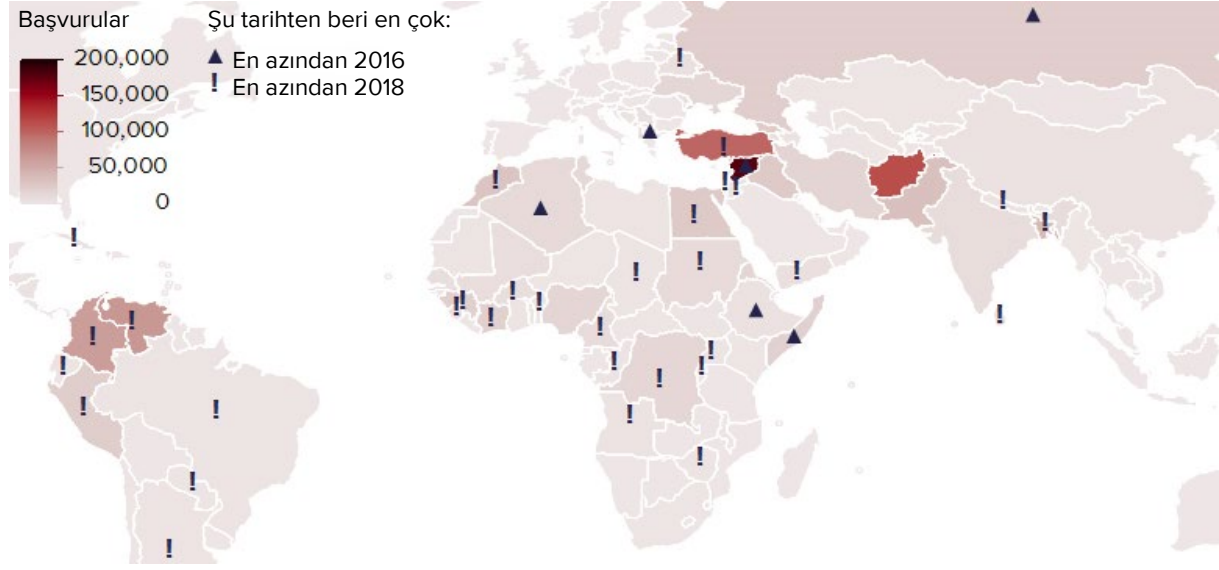 Başvurular
200,000
150,000
100,000
50,000
0
Şu tarihten beri en çok:
▲ En azından 2016
! En azından 2018